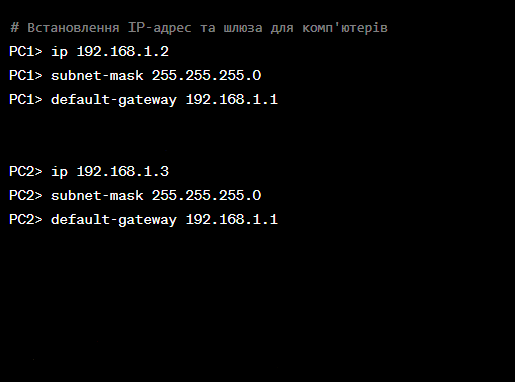 # Встановлення IP-адрес та шлюза для комп'ютерів
PC1> ip 192.168.1.2
PC1> subnet-mask 255.255.255.0
PC1> default-gateway 192.168.1.1
PC2> ip 192.168.1.3
PC2> subnet-mask 255.255.255.0
PC2> default-gateway 192.168.1.1